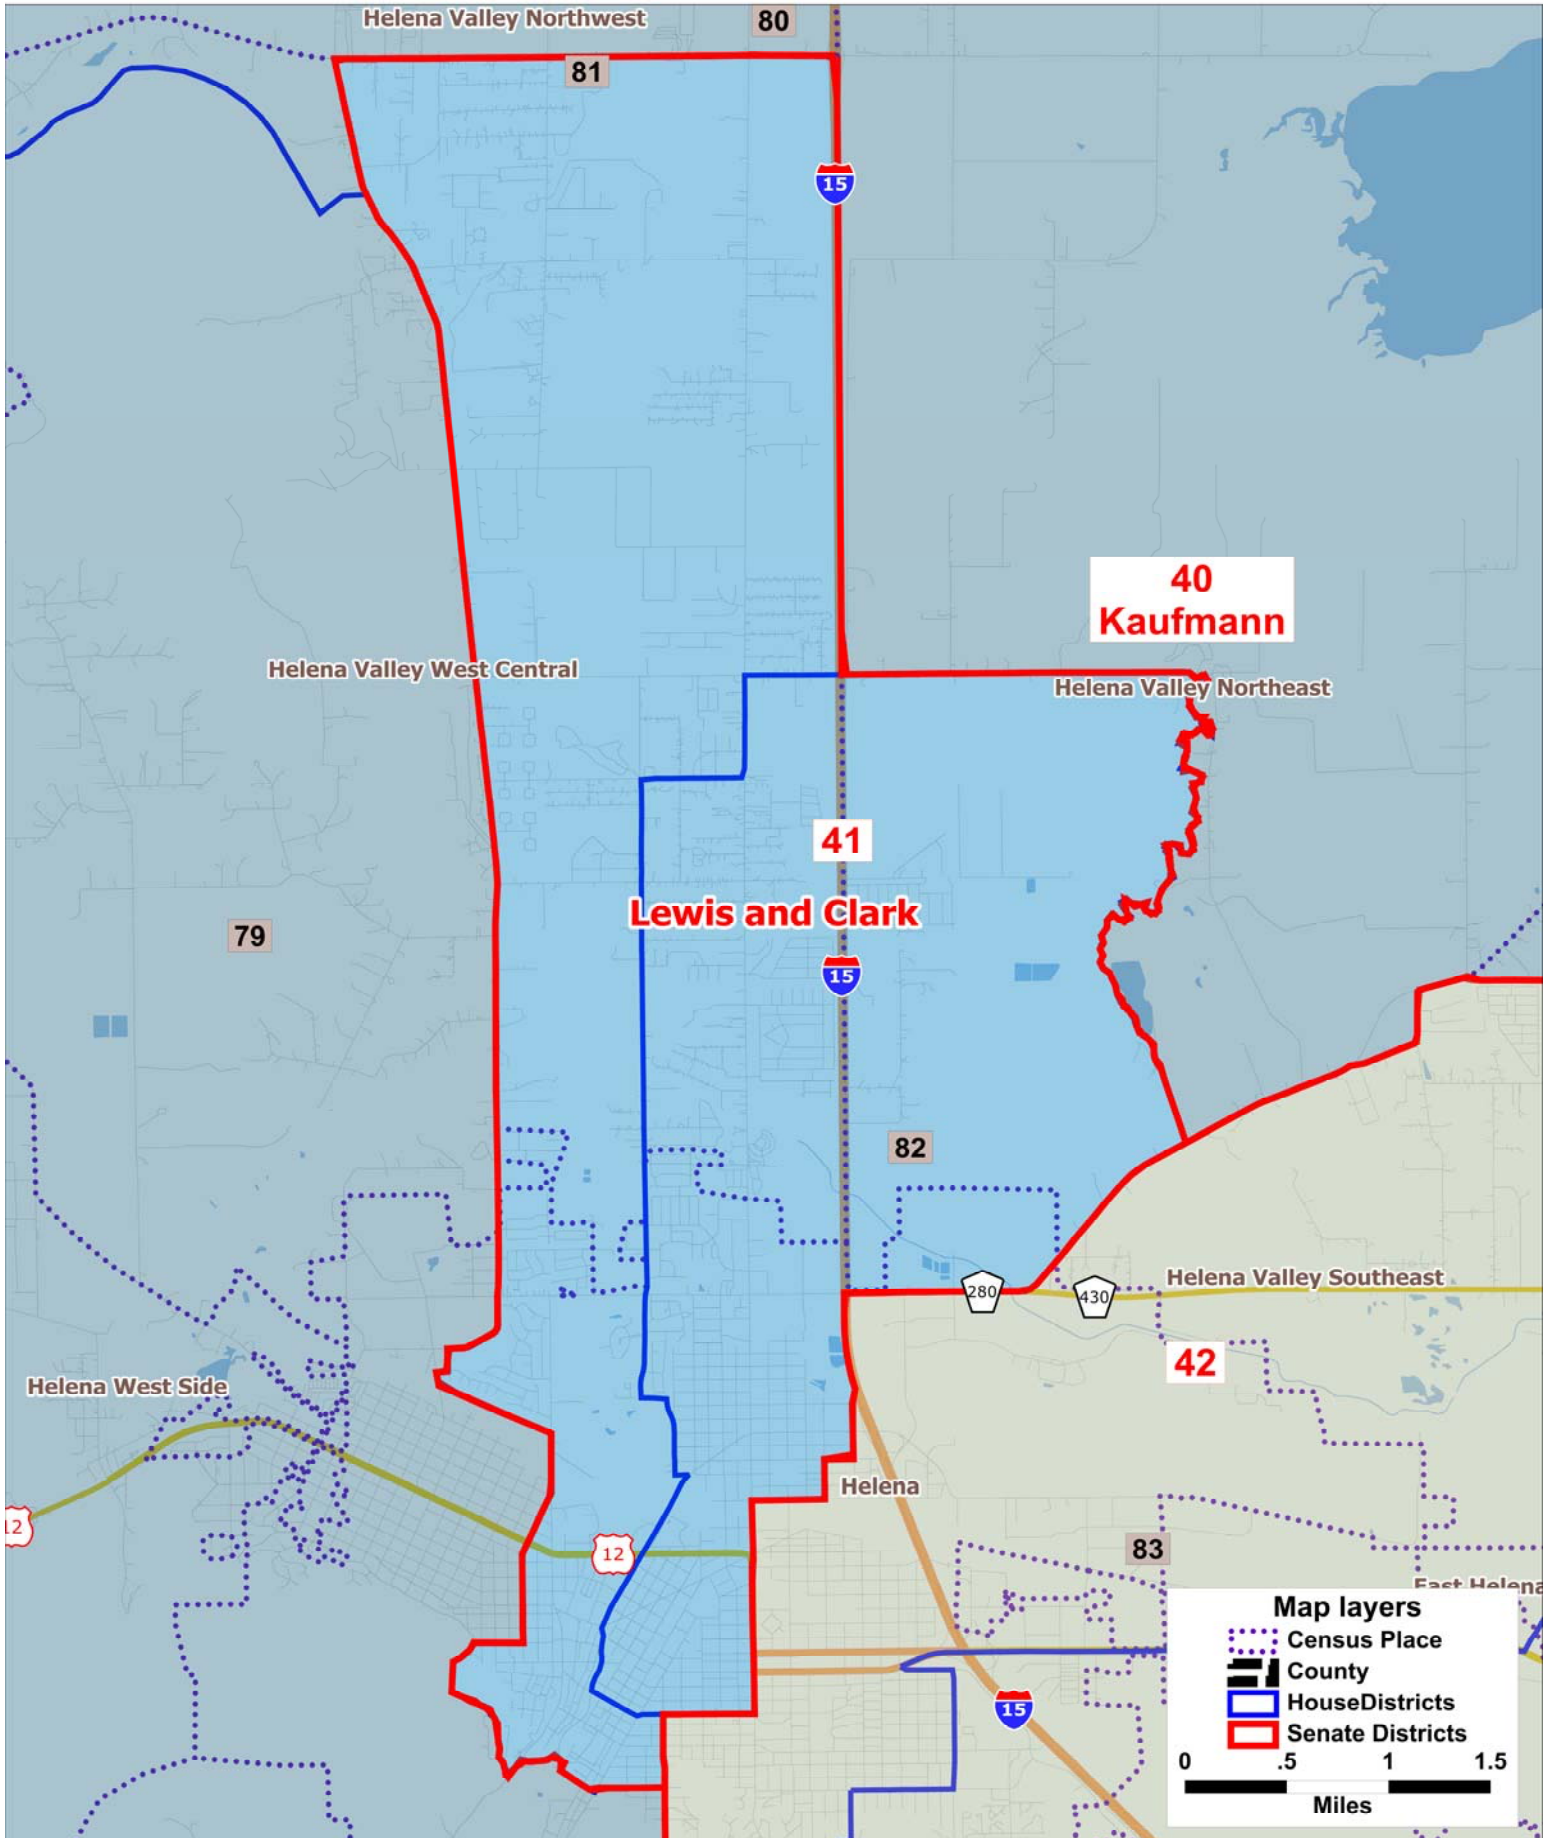 Helena Valley Northwest
80
81
15
40
Kaufmann
Helena Valley West Central
Helena Valley Northeast
41
Lewis and Clark
79
15
82
Helena Valley Southeast
280
430
42
Helena West Side
Helena
12
12
83
East Helena
15
Map layers
Census Place
County
HouseDistricts
Senate Districts
0 .5 1 1.5
Miles